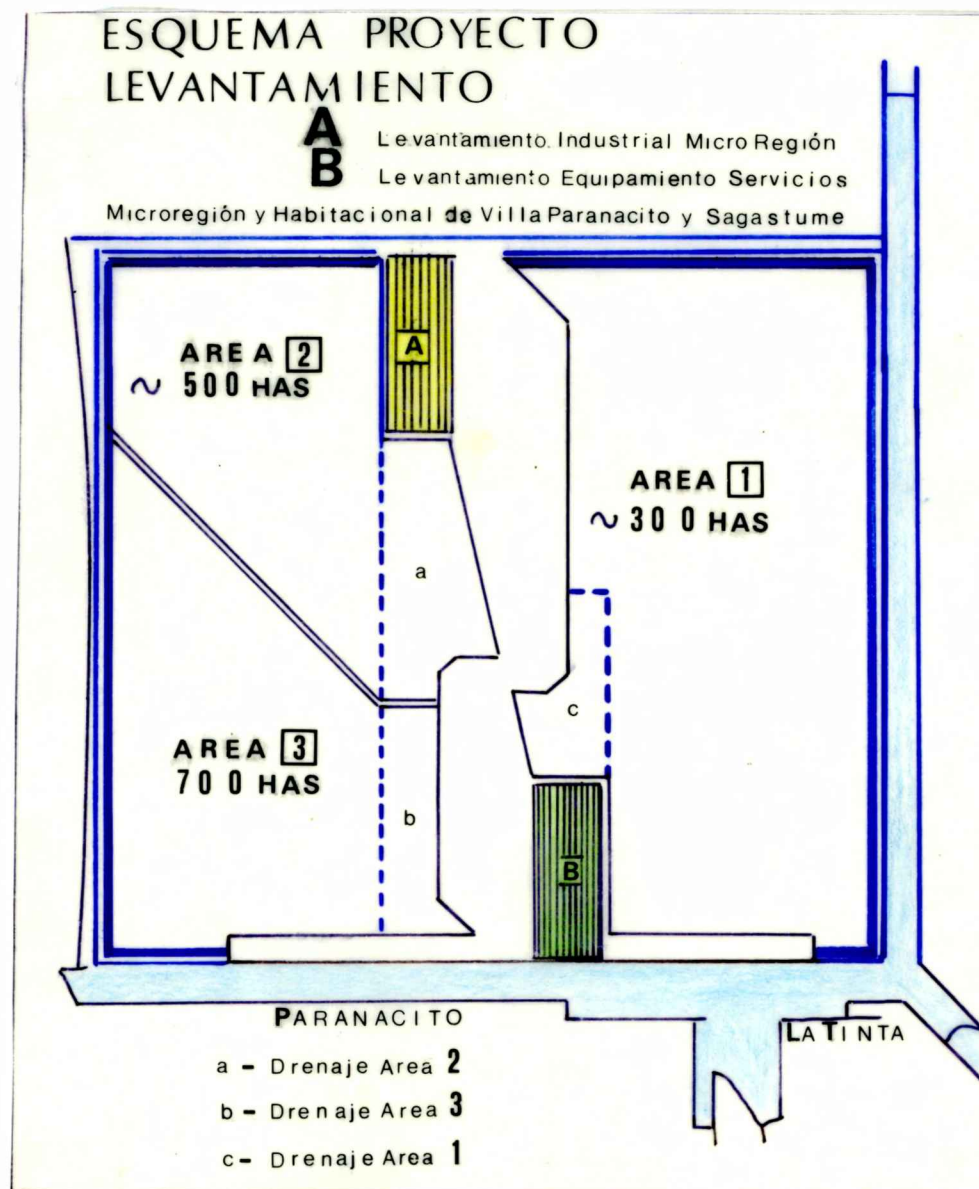 ESQUEMA PROYECTO
LEVANTAMIENTO
A Levantamiento Industrial Micro Región
B Levantamiento Equipamiento Servicios
Microregión y Habitacional de Villa Paranacito y Sagastume
A
AREA 2
~ 500 HAS
AREA 1
~ 300 HAS
a
c
AREA 3
700 HAS
b
B
PARANACITO
LA TINTA
a - Drenaje Area 2
b - Drenaje Area 3
c - Drenaje Area 1